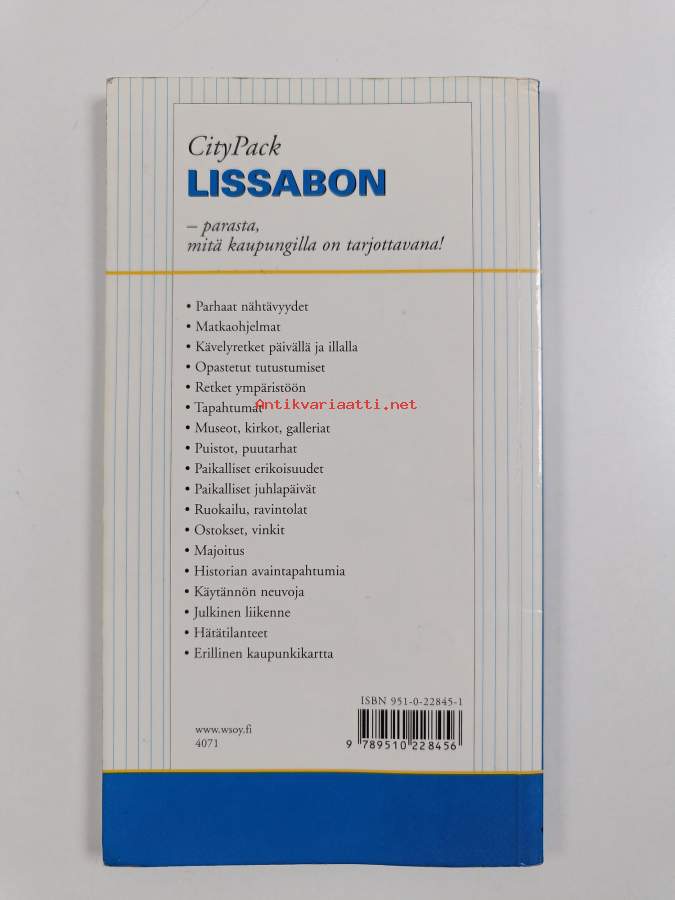 CityPack
LISSABON
– parasta,
mitä kaupungilla on tarjottavana!
• Parhaat nähtävyydet
• Matkaohjelmat
• Kävelyretket päivällä ja illalla
• Opastetut tutustumiset
• Retket ympäristöön
• Tapahtumat
Antikvariaatti.net
• Museot, kirkot, galleriat
• Puistot, puutarhat
• Paikalliset erikoisuudet
• Paikalliset juhlapäivät
• Ruokailu, ravintolat
• Ostokset, vinkit
• Majoitus
• Historian avaintapahtumia
• Käytännön neuvoja
• Julkinen liikenne
• Hätätilanteet
• Erillinen kaupunkikartta
ISBN 951-0-22845-1
www.wsoy.fi
4071
9 789510 228456